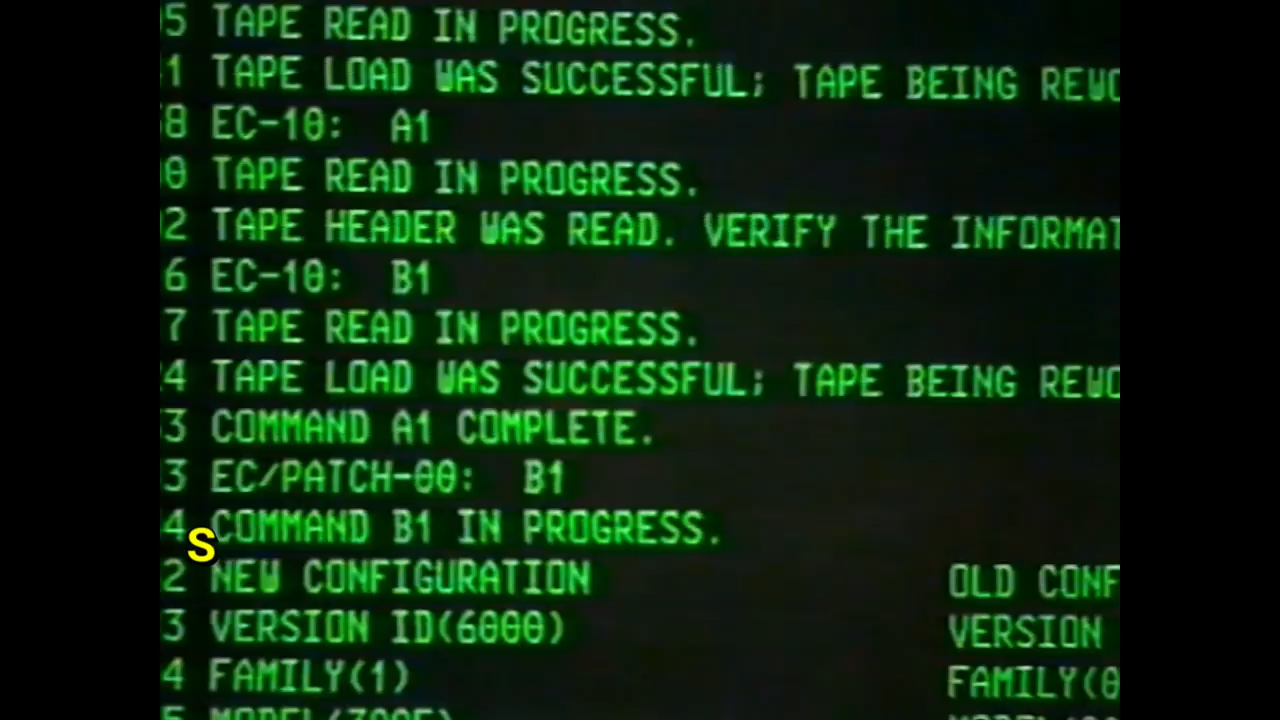 5 TAPE READ IN PROGRESS.
1 TAPE LOAD WAS SUCCESSFUL; TAPE BEING REWO
8 EC-10: A1
0 TAPE READ IN PROGRESS.
2 TAPE HEADER WAS READ. VERIFY THE INFORMAT
6 EC-10: B1
7 TAPE READ IN PROGRESS.
4 TAPE LOAD WAS SUCCESSFUL; TAPE BEING REWO
3 COMMAND A1 COMPLETE.
3 EC/PATCH-00: B1
4 COMMAND B1 IN PROGRESS.
S
2 NEW CONFIGURATION OLD CONF
3 VERSION ID(6000) VERSION
4 FAMILY(1) FAMILY(0